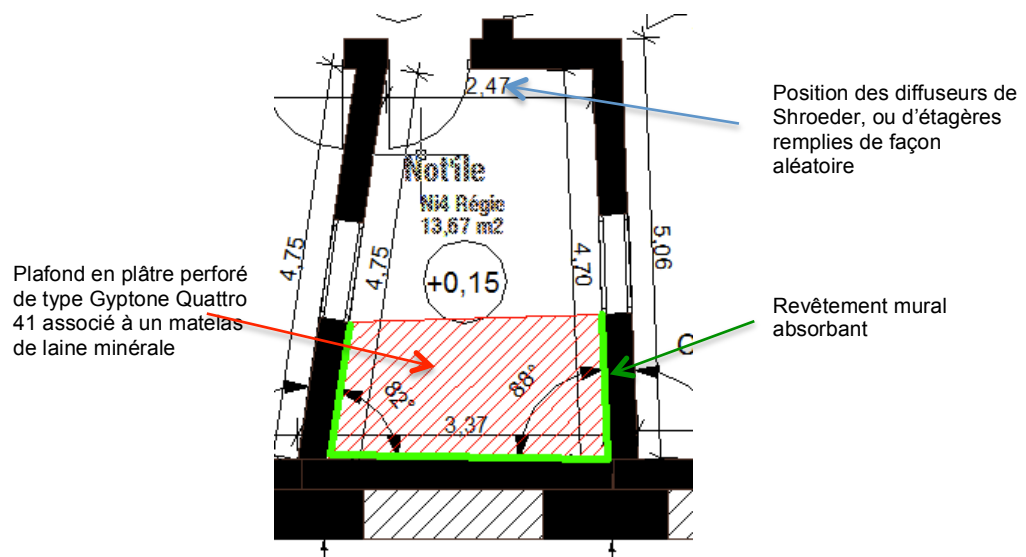 2,47
Position des diffuseurs de
Shroeder, ou d'étagères
remplies de façon
aléatoire
Notile
Ni4 Régie
13,67 m2
4,75
4,75
4,70
5,06
+0,15
Plafond en plâtre perforé
de type Gyptone Quattro
41 associé à un matelas
de laine minérale
Revêtement mural
absorbant
C
82°
88°
3,37